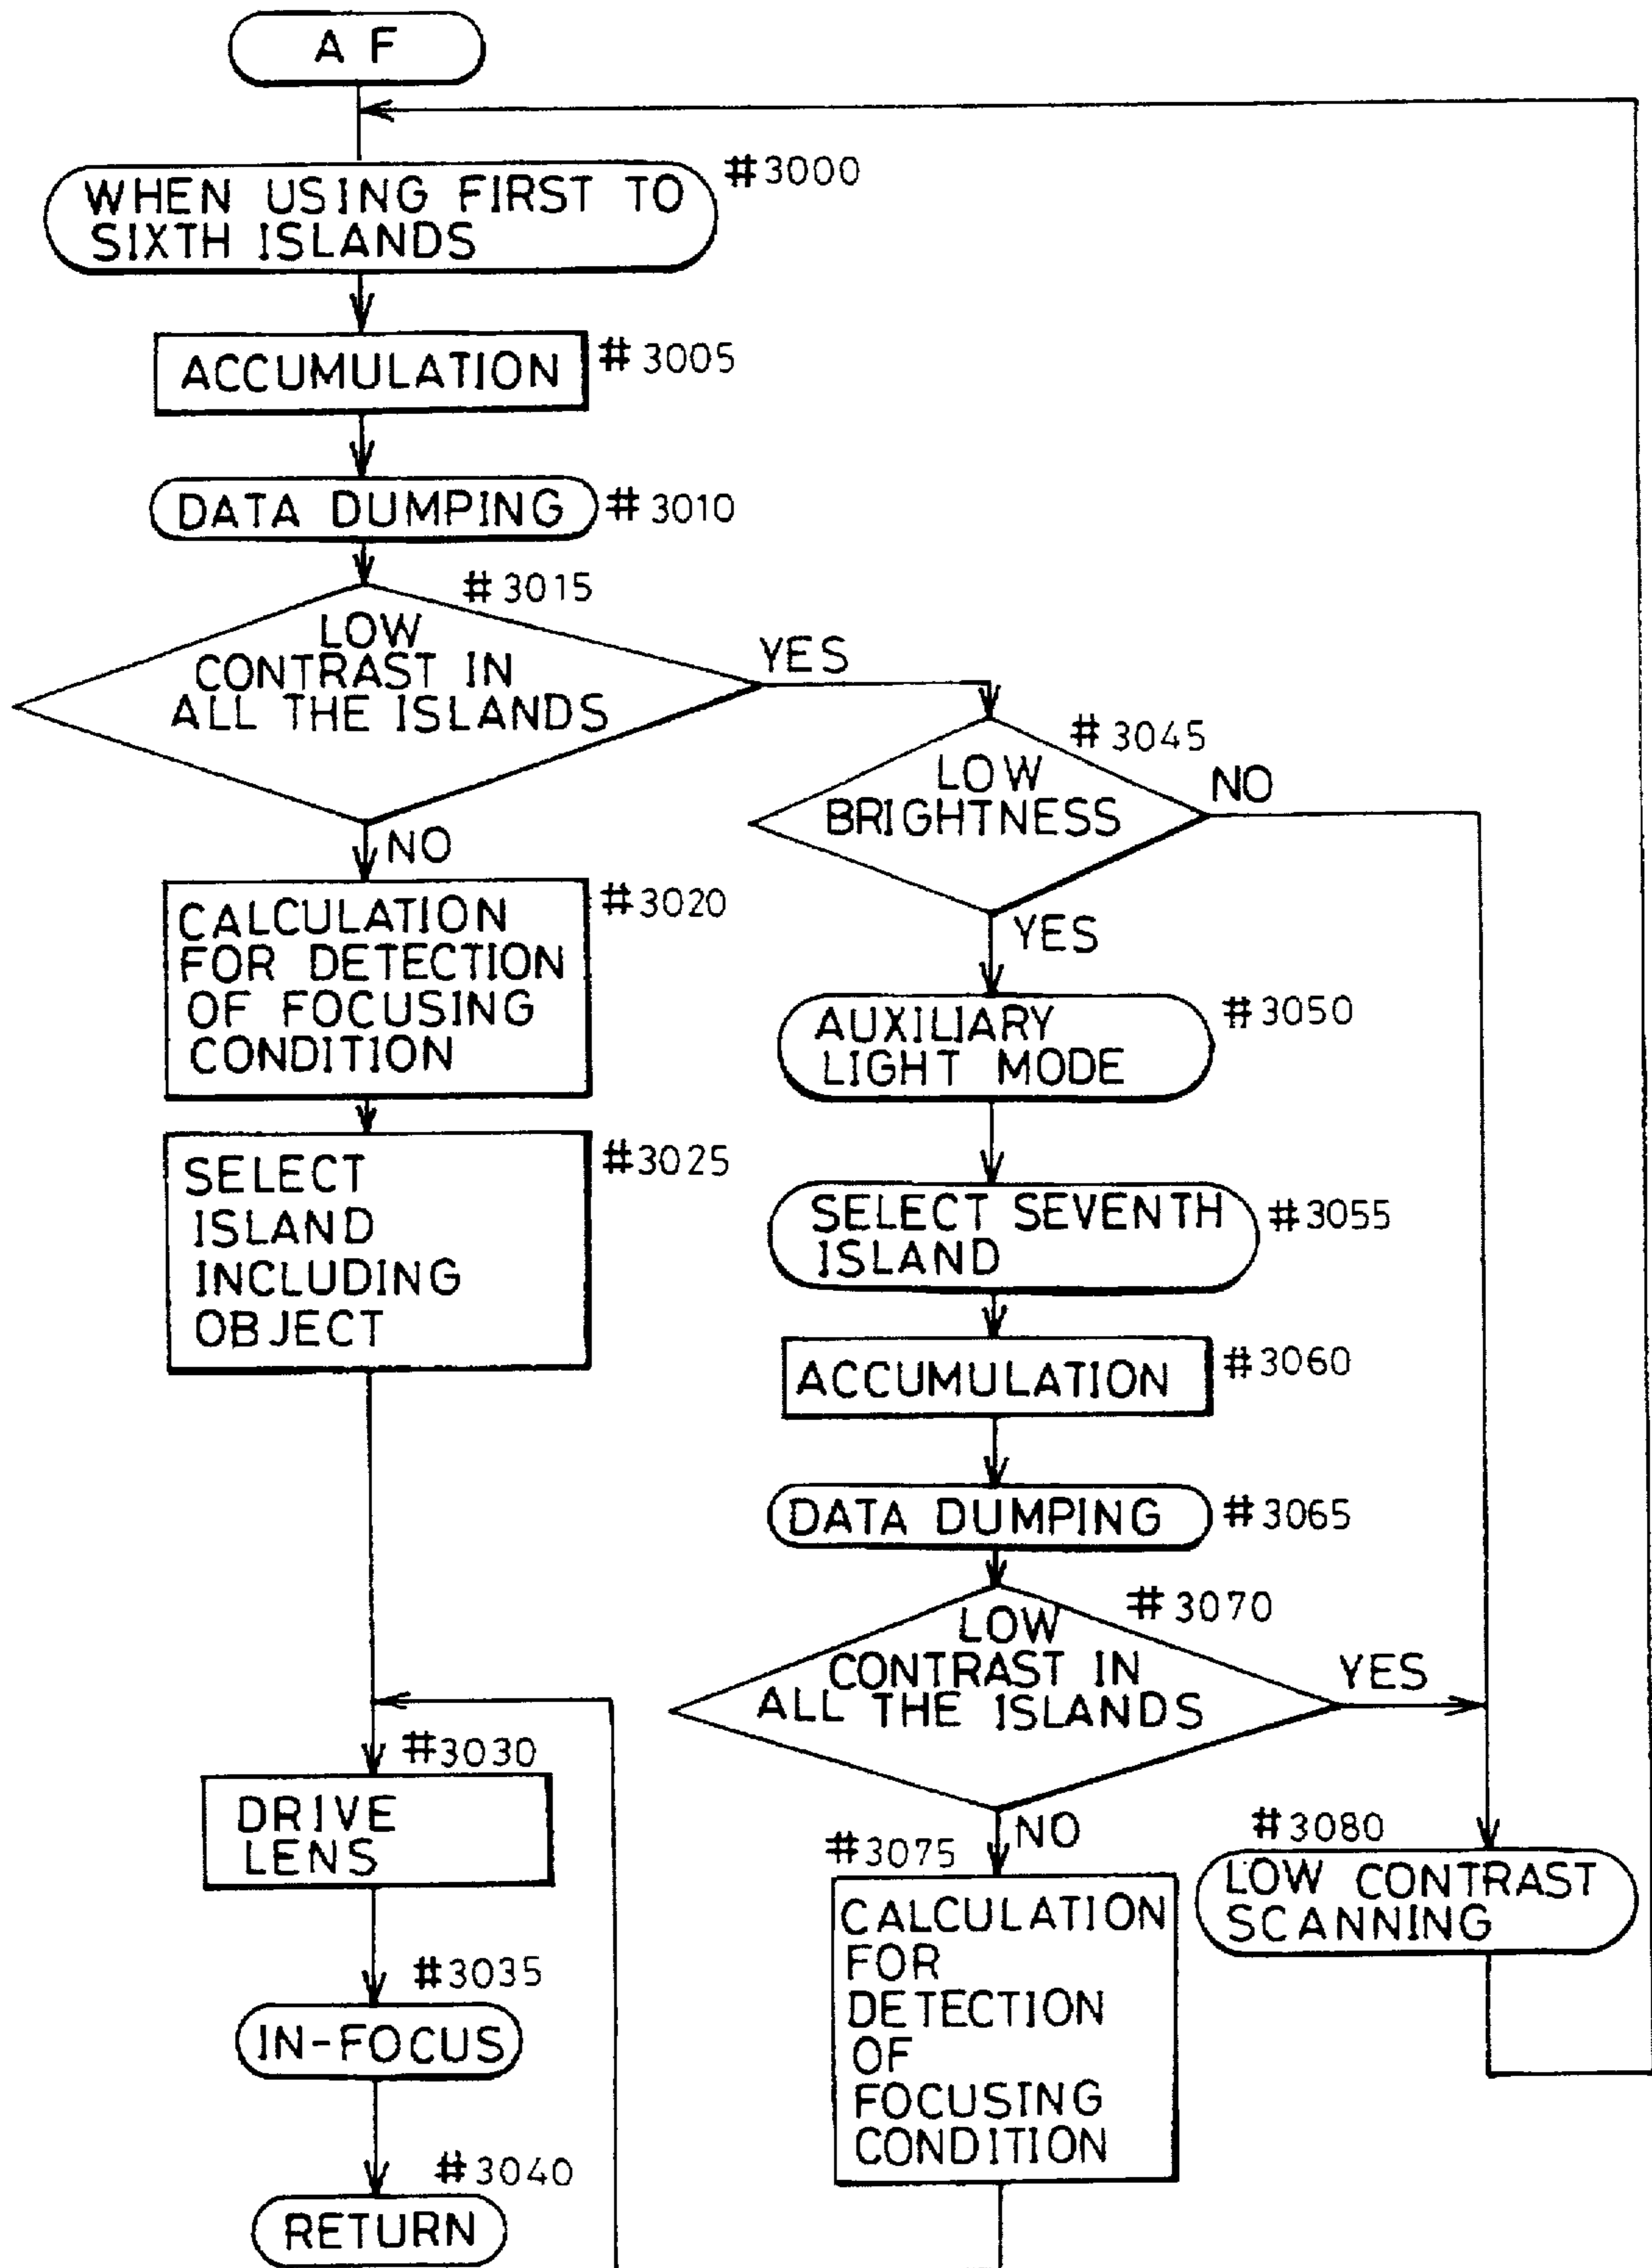 AF
WHEN USING FIRST TO
SIXTH ISLANDS
#3000
ACCUMULATION
#3005
DATA DUMPING
#3010
#3015
LOW
CONTRAST IN
ALL THE ISLANDS
YES
NO
CALCULATION
FOR DETECTION
OF FOCUSING
CONDITION
#3020
SELECT
ISLAND
INCLUDING
OBJECT
#3025
#3030
DRIVE
LENS
#3035
IN-FOCUS
#3040
RETURN
#3045
LOW
BRIGHTNESS
NO
YES
AUXILIARY
LIGHT MODE
#3050
SELECT SEVENTH
ISLAND
#3055
ACCUMULATION
#3060
DATA DUMPING
#3065
#3070
LOW
CONTRAST IN
ALL THE ISLANDS
YES
NO
#3075
CALCULATION
FOR
DETECTION
OF
FOCUSING
CONDITION
#3080
LOW CONTRAST
SCANNING